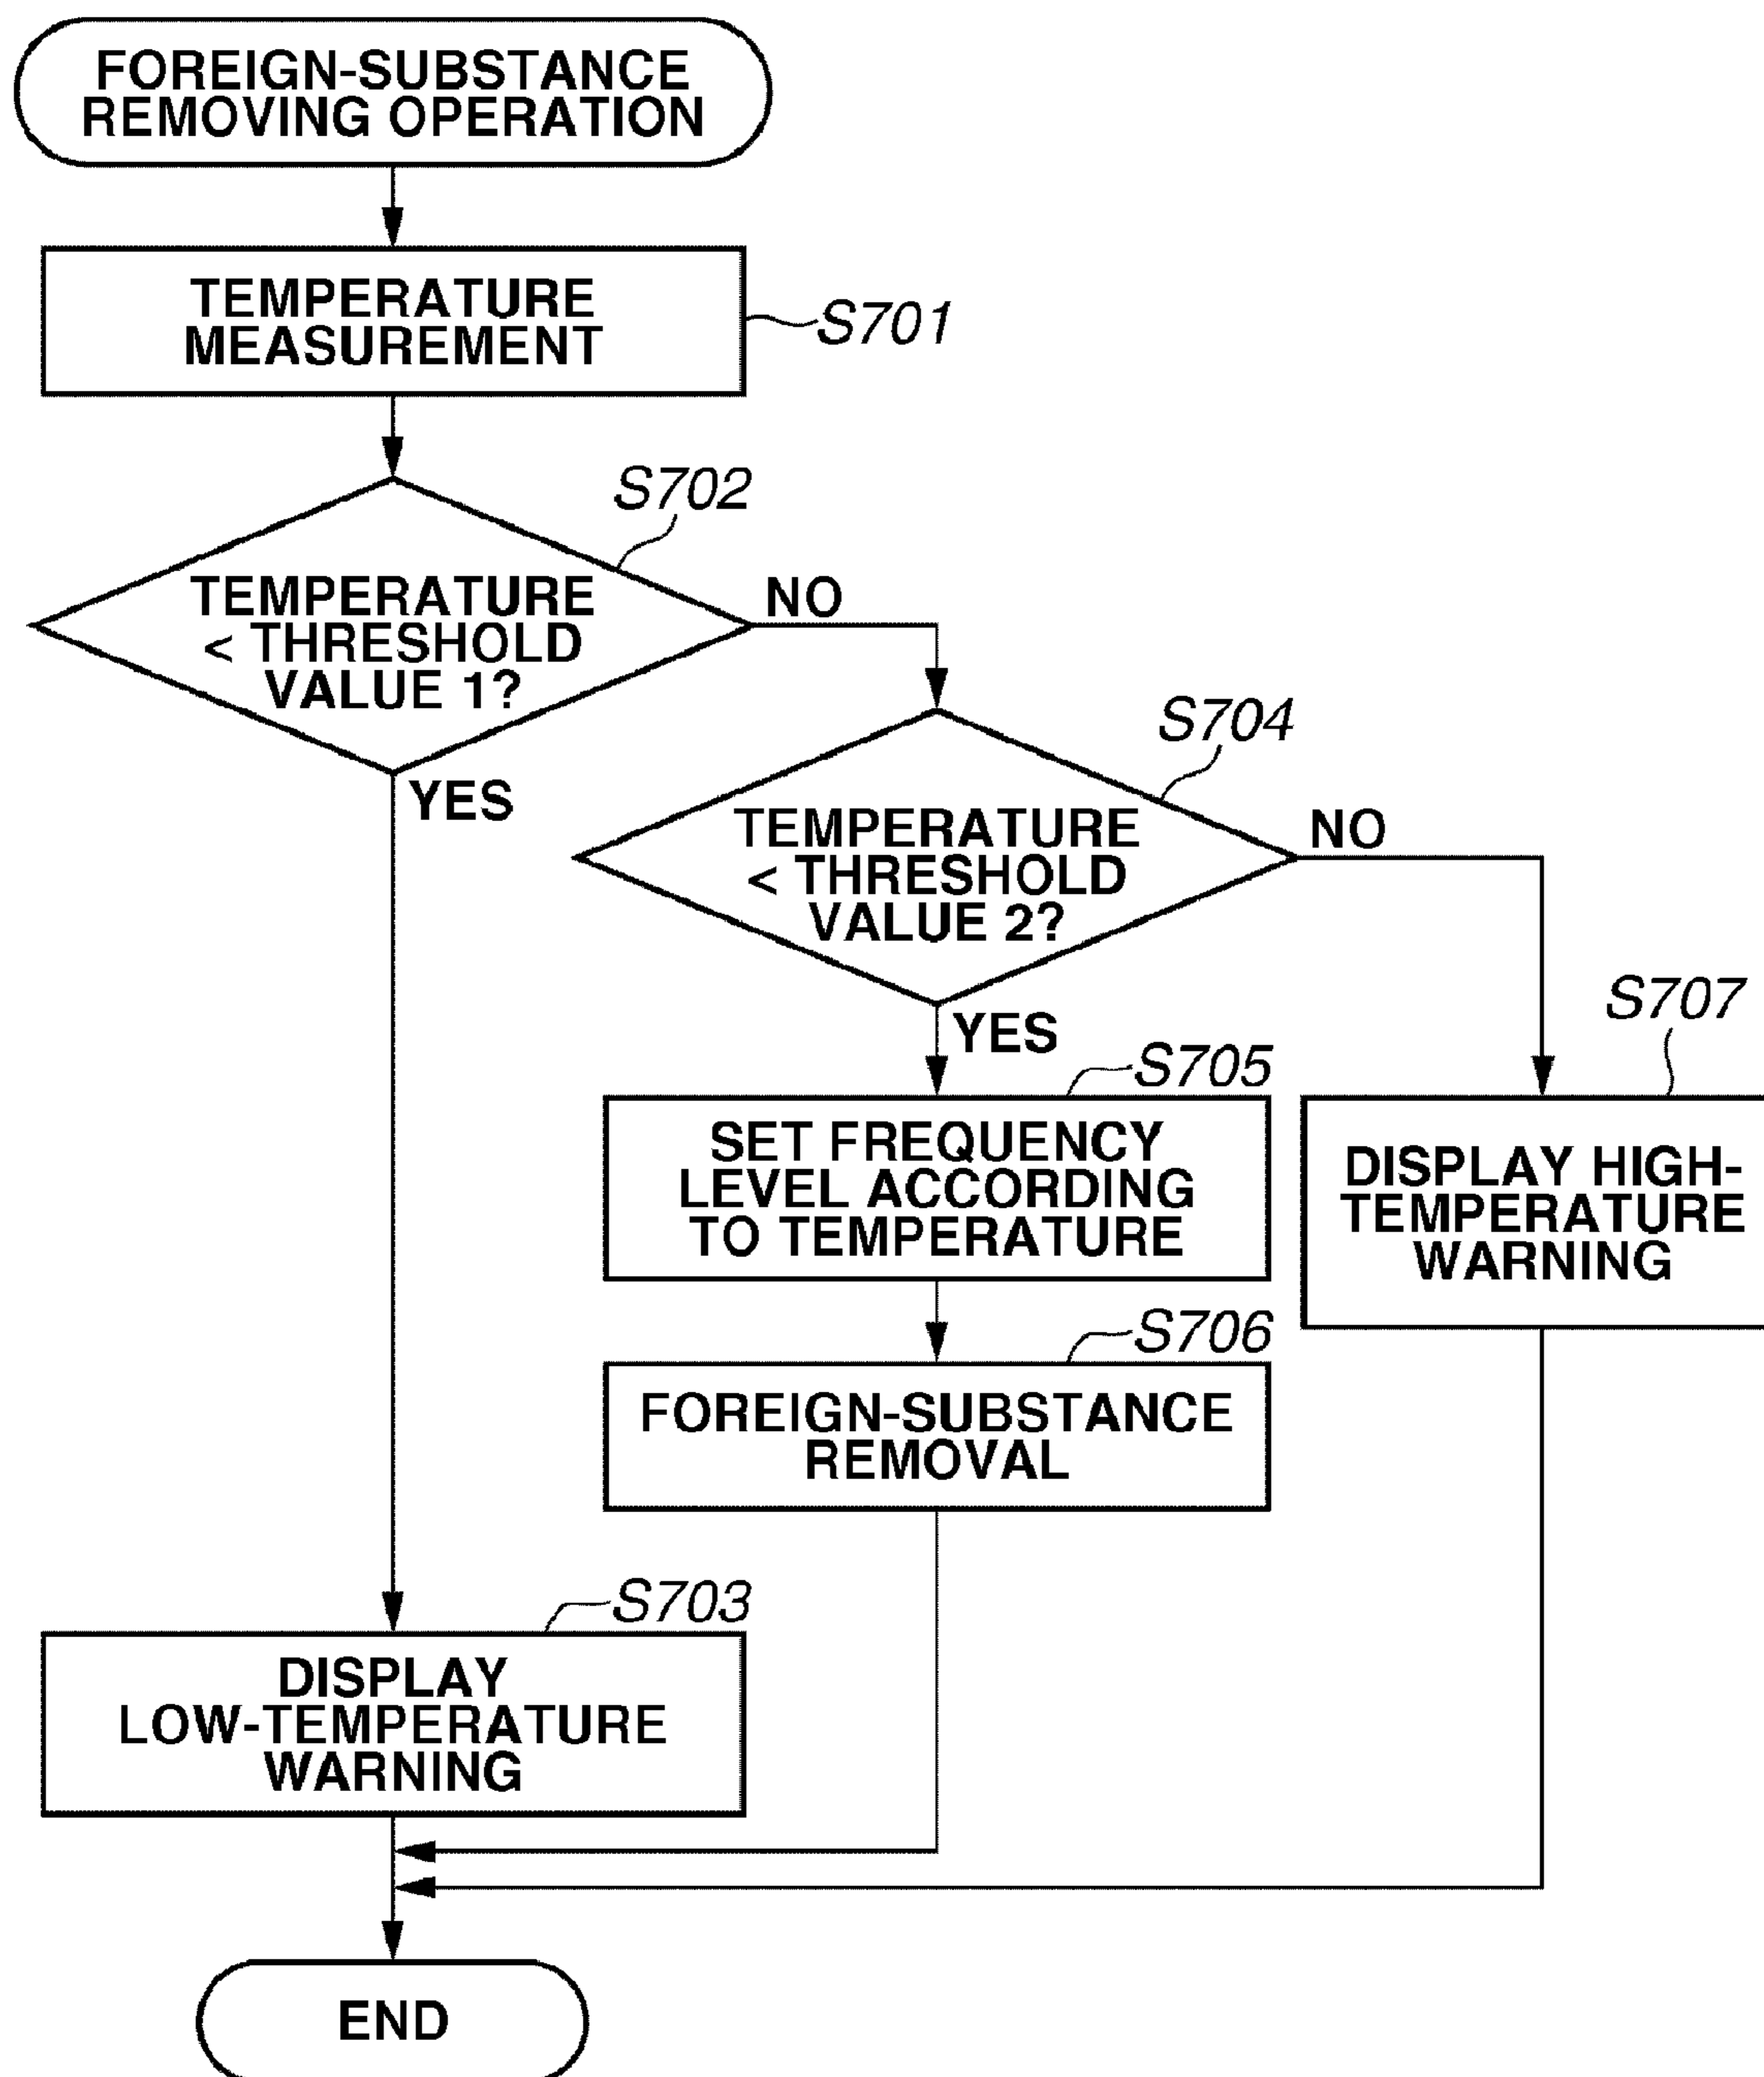 FOREIGN-SUBSTANCE
REMOVING OPERATION
TEMPERATURE
MEASUREMENT
S701
S702
TEMPERATURE
< THRESHOLD
VALUE 1?
NO
YES
S704
TEMPERATURE
< THRESHOLD
VALUE 2?
NO
YES
S705
SET FREQUENCY
LEVEL ACCORDING
TO TEMPERATURE
S707
DISPLAY HIGH-
TEMPERATURE
WARNING
S706
FOREIGN-SUBSTANCE
REMOVAL
S703
DISPLAY
LOW-TEMPERATURE
WARNING
END